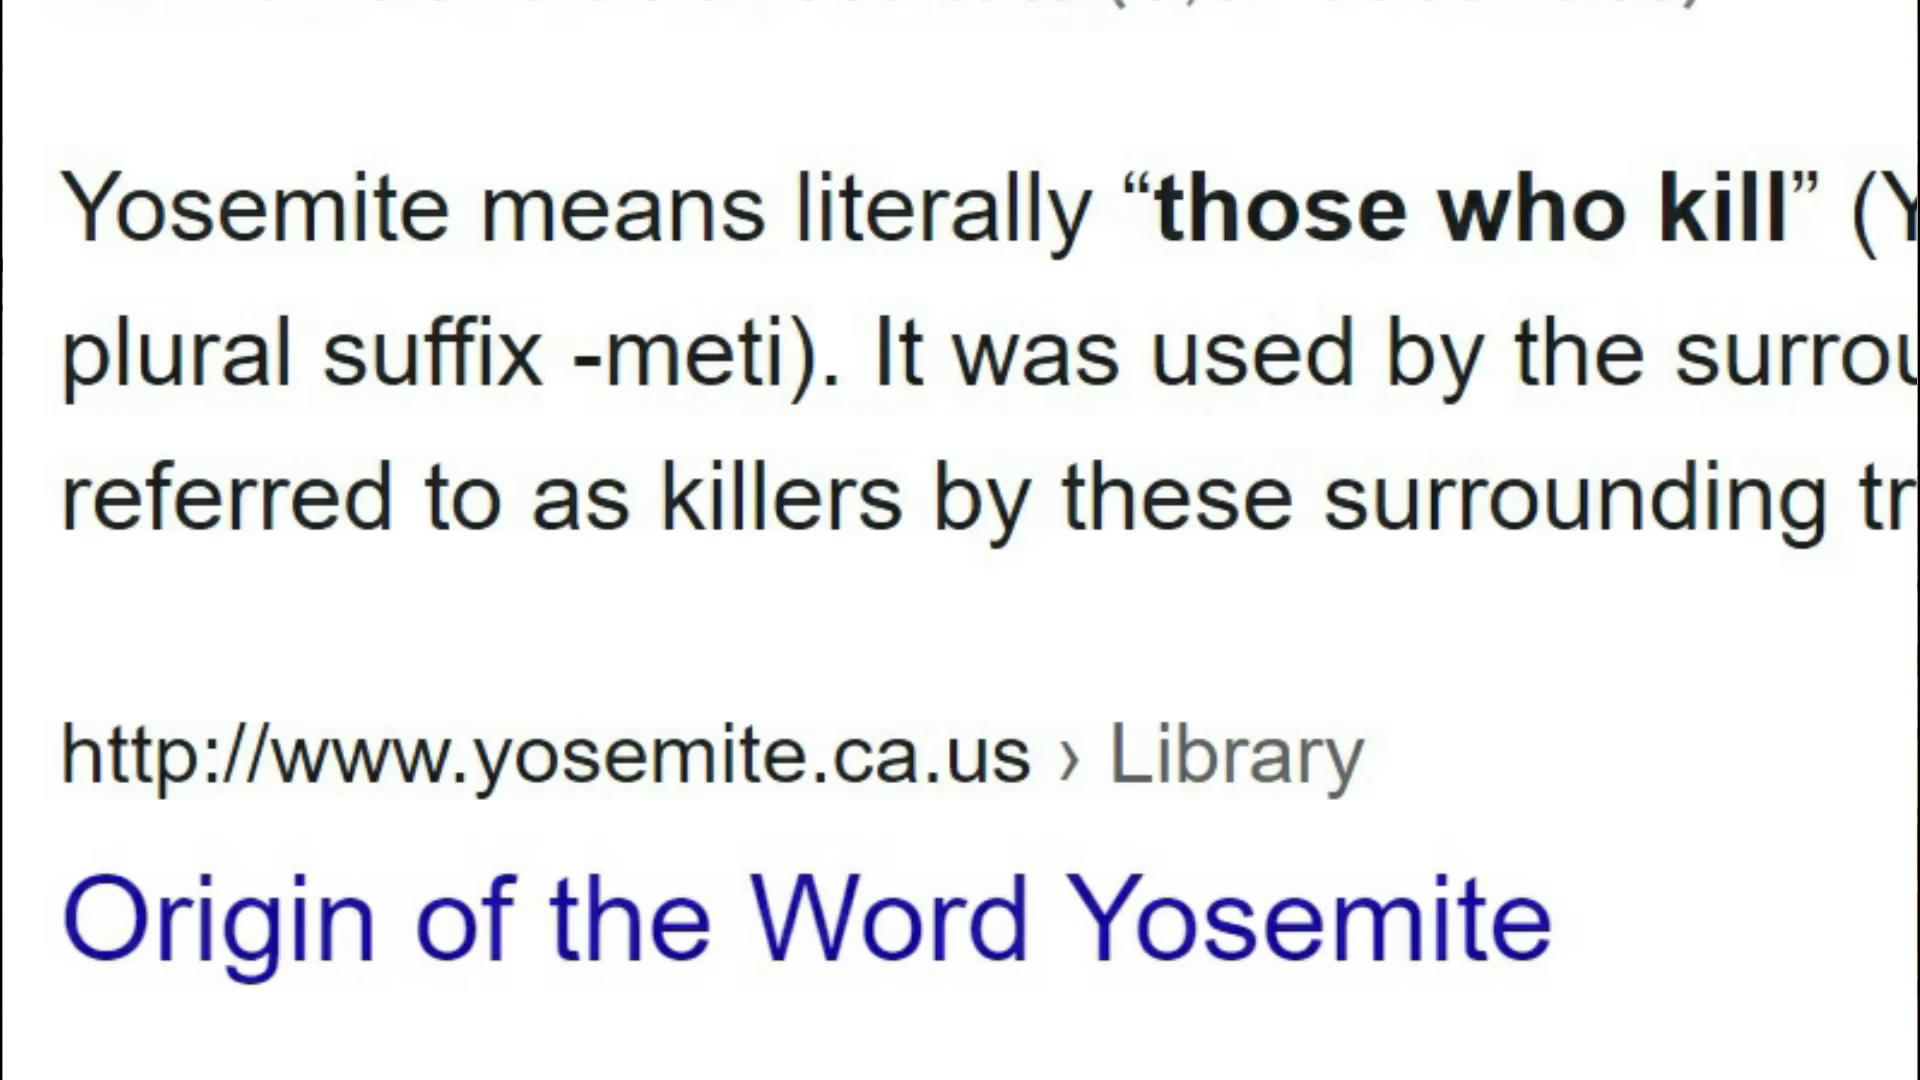 Yosemite means literally “those who kill” (Y
plural suffix -meti). It was used by the surrou
referred to as killers by these surrounding tr
http://www.yosemite.ca.us › Library
Origin of the Word Yosemite